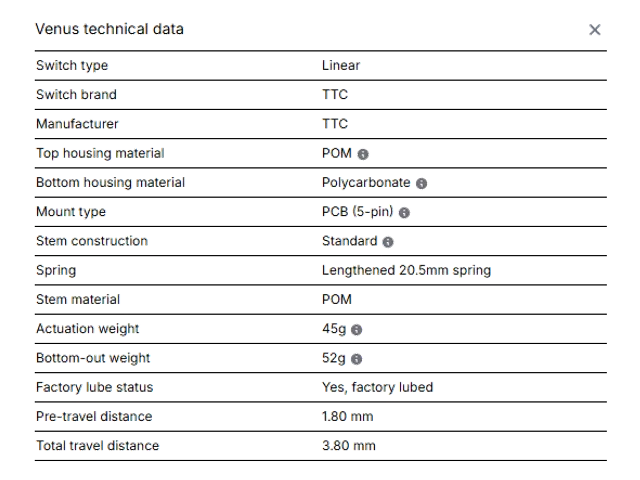 Venus technical data
Switch type Linear
Switch brand TTC
Manufacturer TTC
Top housing material POM
Bottom housing material Polycarbonate
Mount type PCB (5-pin)
Stem construction Standard
Spring Lengthened 20.5mm spring
Stem material POM
Actuation weight 45g
Bottom-out weight 52g
Factory lube status Yes, factory lubed
Pre-travel distance 1.80 mm
Total travel distance 3.80 mm